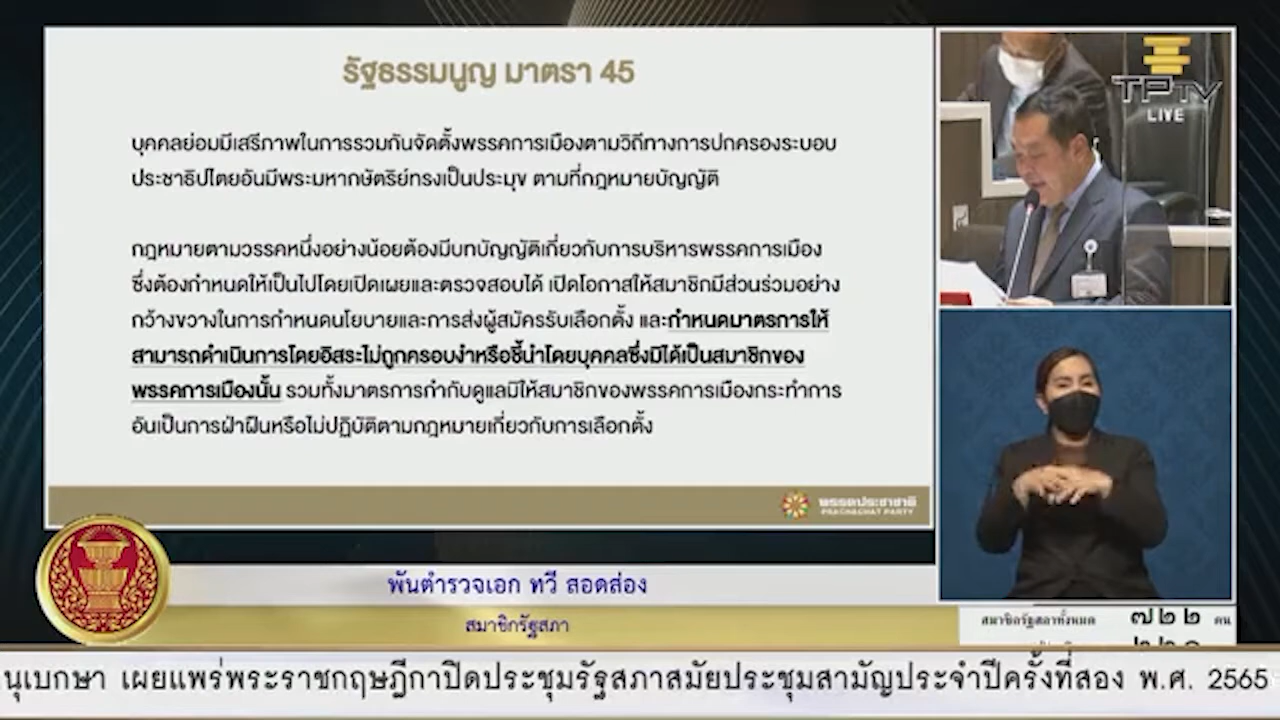 รัฐธรรมนูญ มาตรา 45
บุคคลย่อมมีเสรีภาพในการรวมกันจัดตั้งพรรคการเมืองตามวิถีทางการปกครองระบอบ
ประชาธิปไตยอันมีพระมหากษัตริย์ทรงเป็นประมุข ตามที่กฎหมายบัญญัติ
กฎหมายตามวรรคหนึ่งอย่างน้อยต้องมีบทบัญญัติเกี่ยวกับการบริหารพรรคการเมือง
ซึ่งต้องกำหนดให้เป็นไปโดยเปิดเผยและตรวจสอบได้ เปิดโอกาสให้สมาชิกมีส่วนร่วมอย่าง
กว้างขวางในการกำหนดนโยบายและการส่งผู้สมัครรับเลือกตั้ง และกำหนดมาตรการให้
สามารถดำเนินการโดยอิสระไม่ถูกครอบงำหรือชี้นำโดยบุคคลซึ่งมิได้เป็นสมาชิกของ
พรรคการเมืองนั้น รวมทั้งมาตรการกำกับดูแลมิให้สมาชิกของพรรคการเมืองกระทำการ
อันเป็นการฝ่าฝืนหรือไม่ปฏิบัติตามกฎหมายเกี่ยวกับการเลือกตั้ง
พรรคประชาชาติ
PRACHACHAT PARTY
TPTV
LIVE
พันตำรวจเอก ทวี สอดส่อง
สมาชิกรัฐสภา
สมาชิกรัฐสภาทั้งหมด ๗๒๒ คน
นุเบกษา เผยแพร่พระราชกฤษฎีกาปิดประชุมรัฐสภาสมัยประชุมสามัญประจำปีครั้งที่สอง พ.ศ. 2565